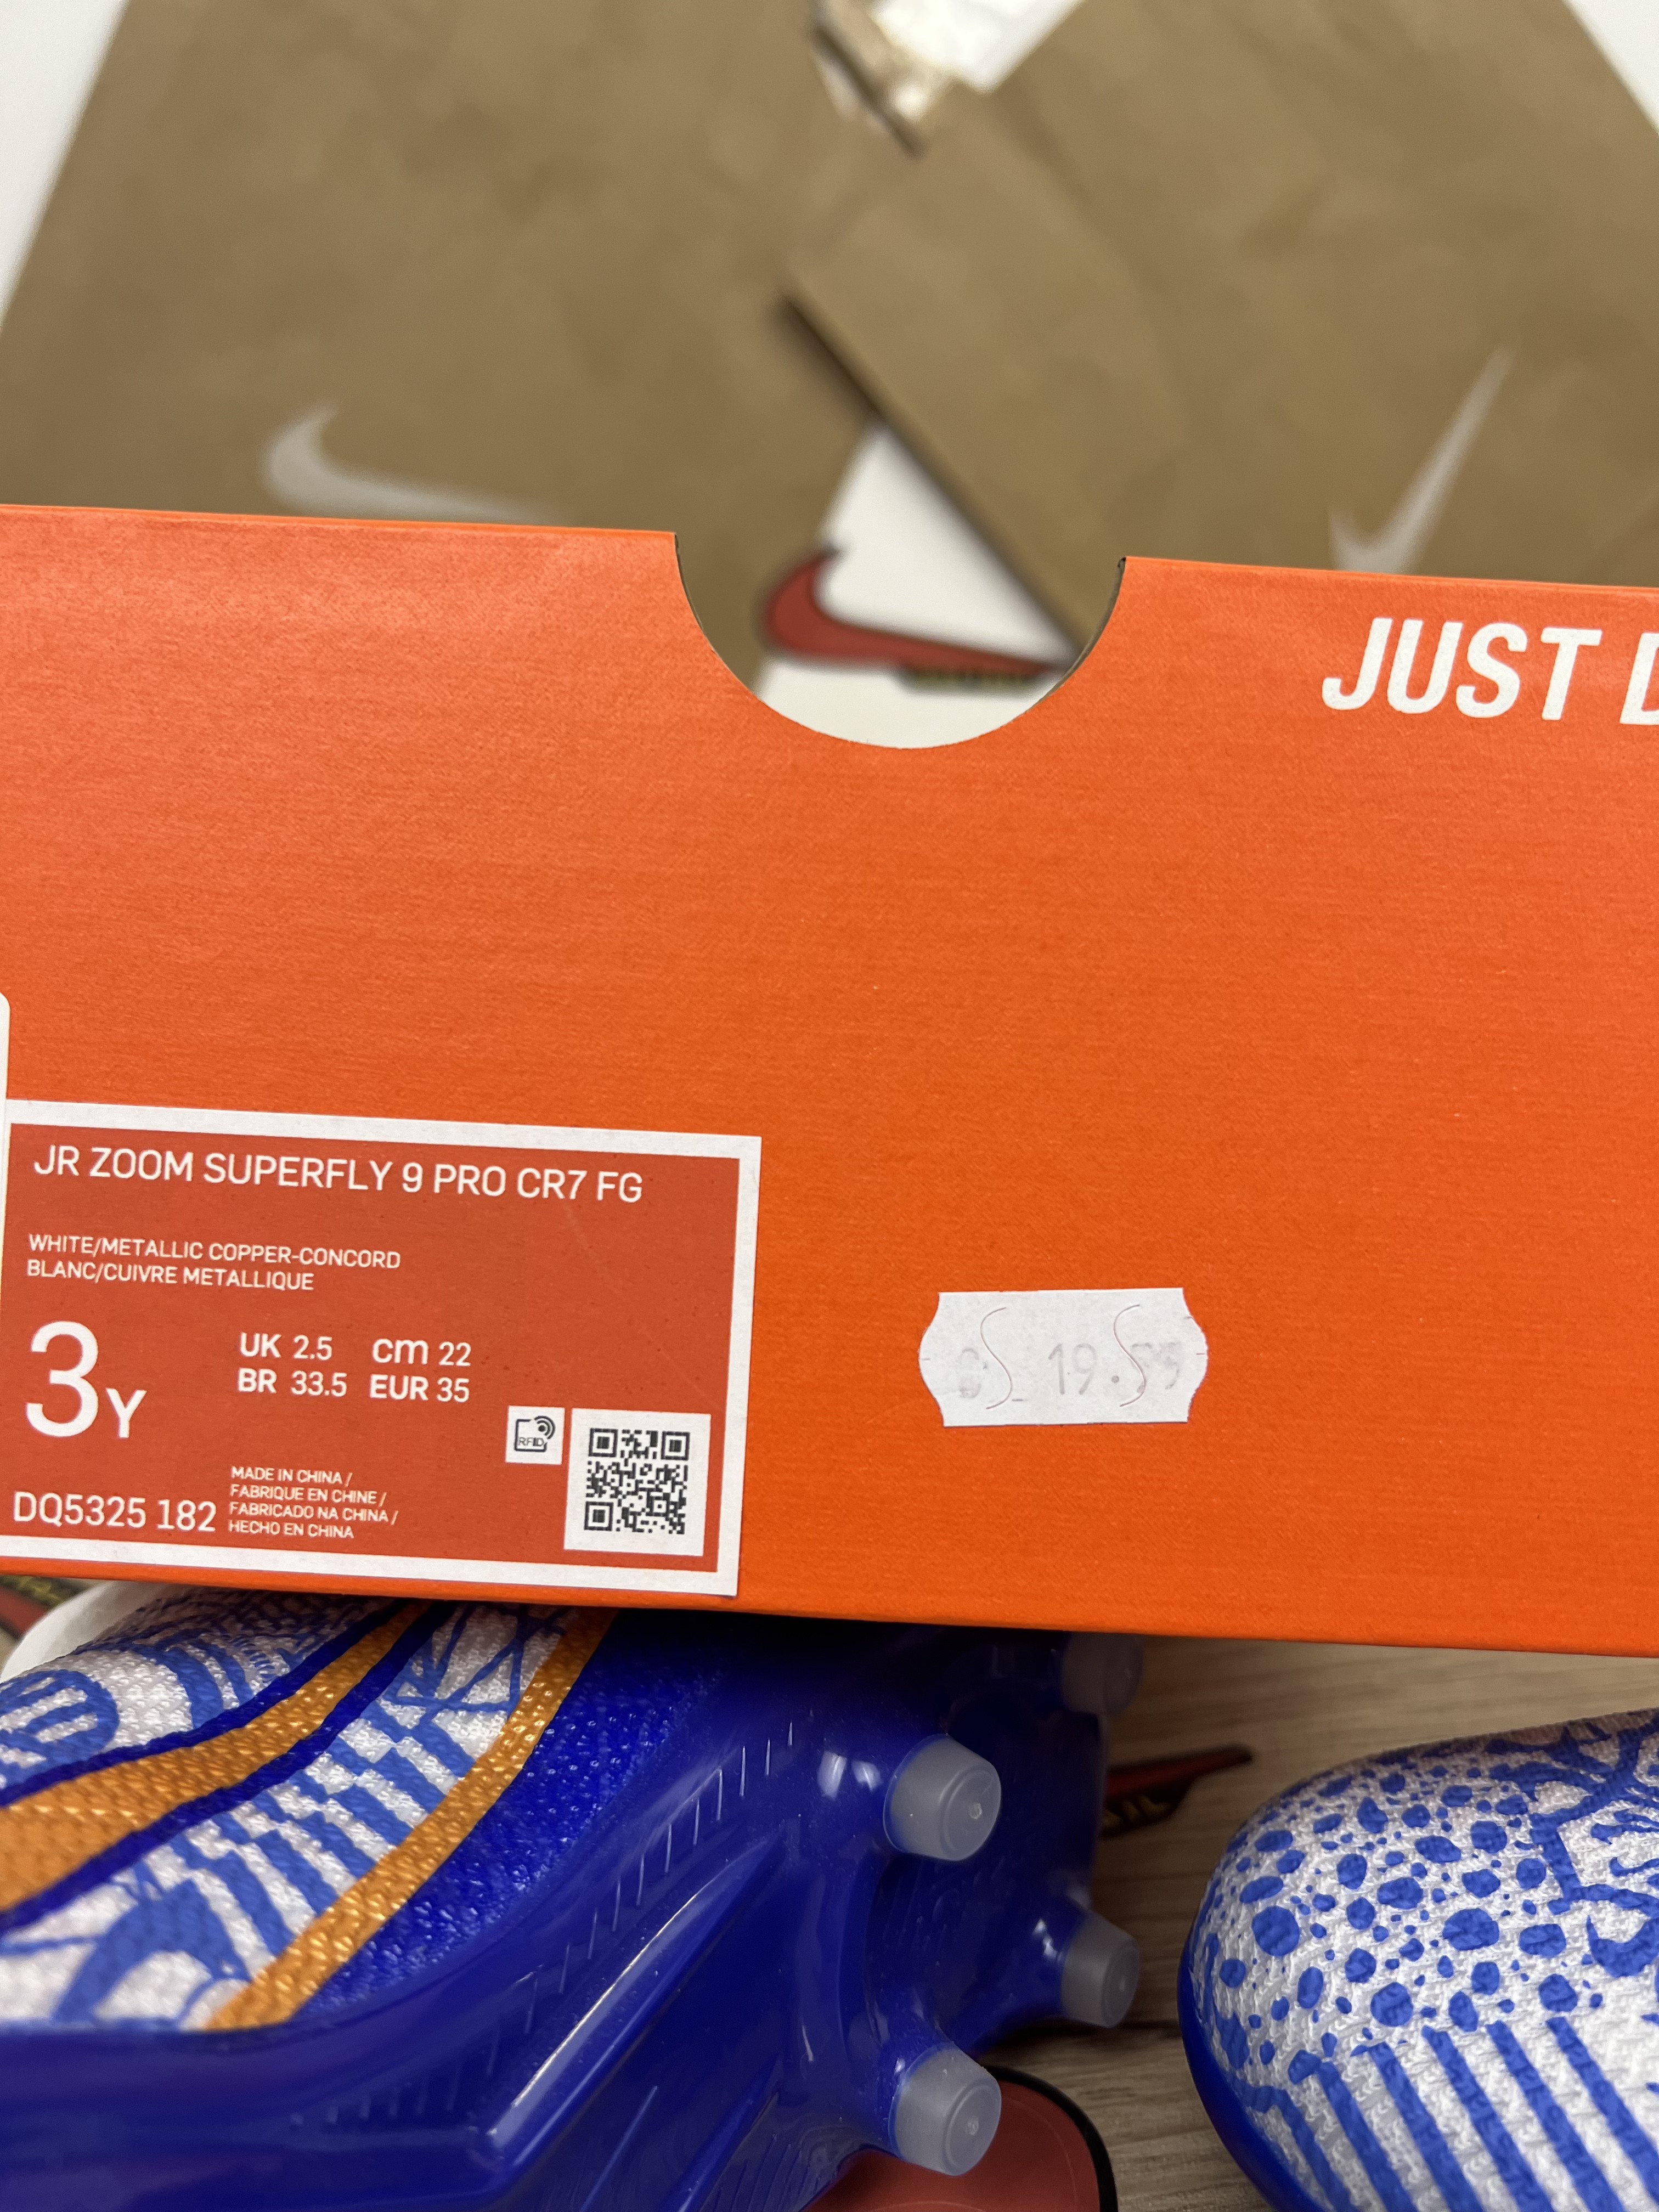 JUST D
JR ZOOM SUPERFLY 9 PRO CR7 FG
WHITE/METALLIC COPPER-CONCORD
BLANC/CUIVRE METALLIQUE
3Y
UK 2.5 cm 22
BR 33.5 EUR 35
RFID
DQ5325 182
MADE IN CHINA /
FABRIQUE EN CHINE /
FABRICADO NA CHINA /
HECHO EN CHINA